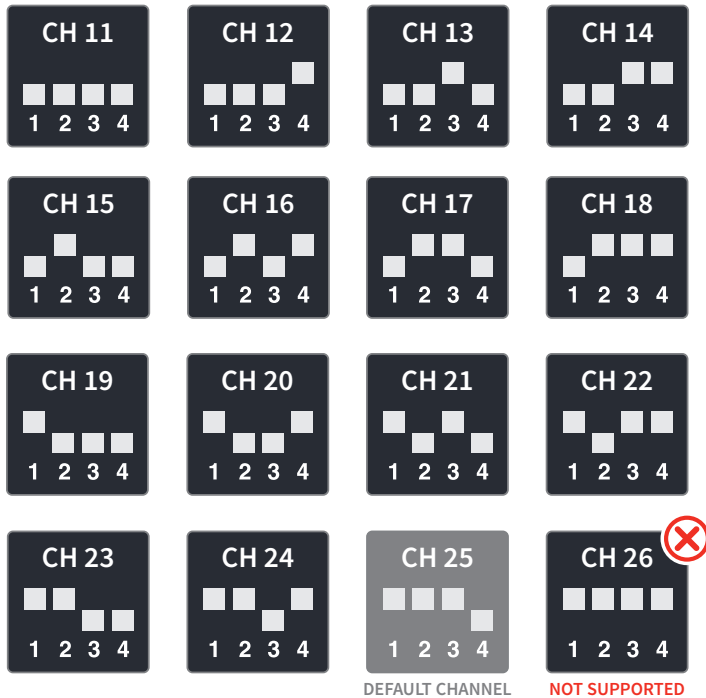 CH 11 CH 12 CH 13 CH 14
1 2 3 4 1 2 3 4 1 2 3 4 1 2 3 4
CH 15 CH 16 CH 17 CH 18
1 2 3 4 1 2 3 4 1 2 3 4 1 2 3 4
CH 19 CH 20 CH 21 CH 22
1 2 3 4 1 2 3 4 1 2 3 4 1 2 3 4
CH 23 CH 24 CH 25 CH 26
1 2 3 4 1 2 3 4 1 2 3 4 1 2 3 4
DEFAULT CHANNEL NOT SUPPORTED